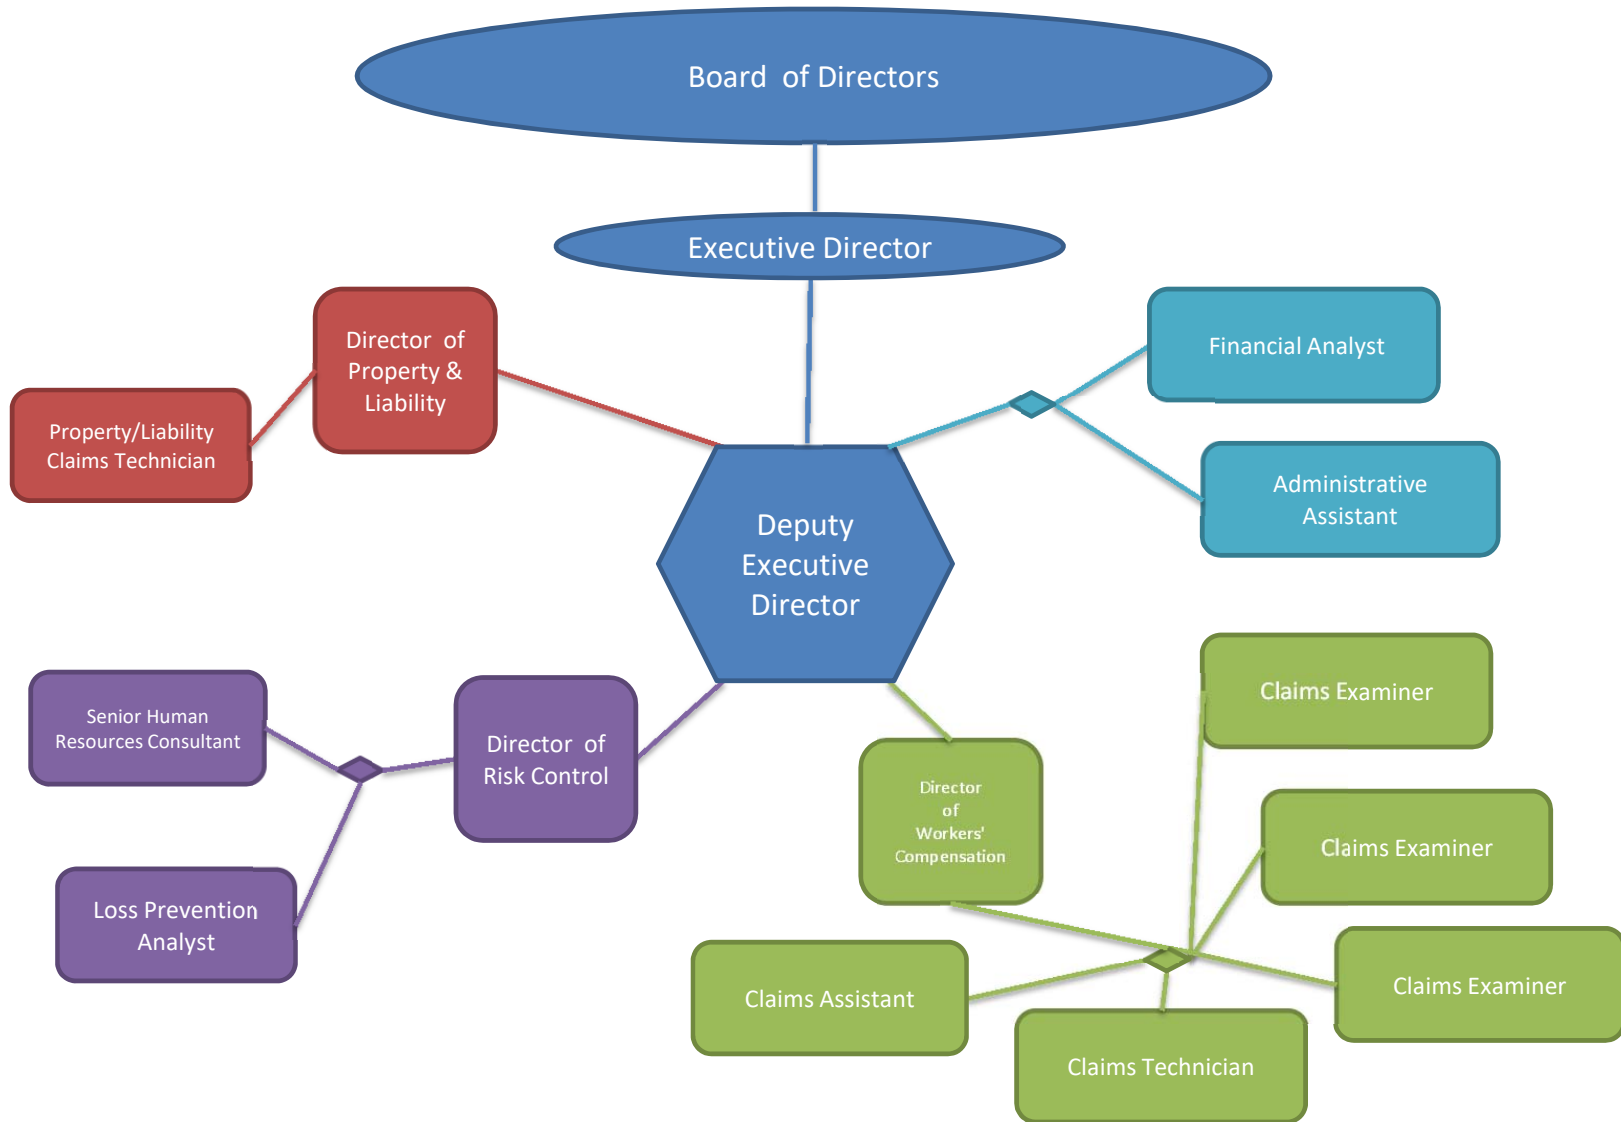 Board of Directors
Executive Director
Director of
Property &
Liability
Property/Liability
Claims Technician
Financial Analyst
Administrative
Assistant
Deputy
Executive
Director
Senior Human
Resources Consultant
Director of
Risk Control
Loss Prevention
Analyst
Director
of
Workers'
Compensation
Claims Examiner
Claims Examiner
Claims Examiner
Claims Assistant
Claims Technician